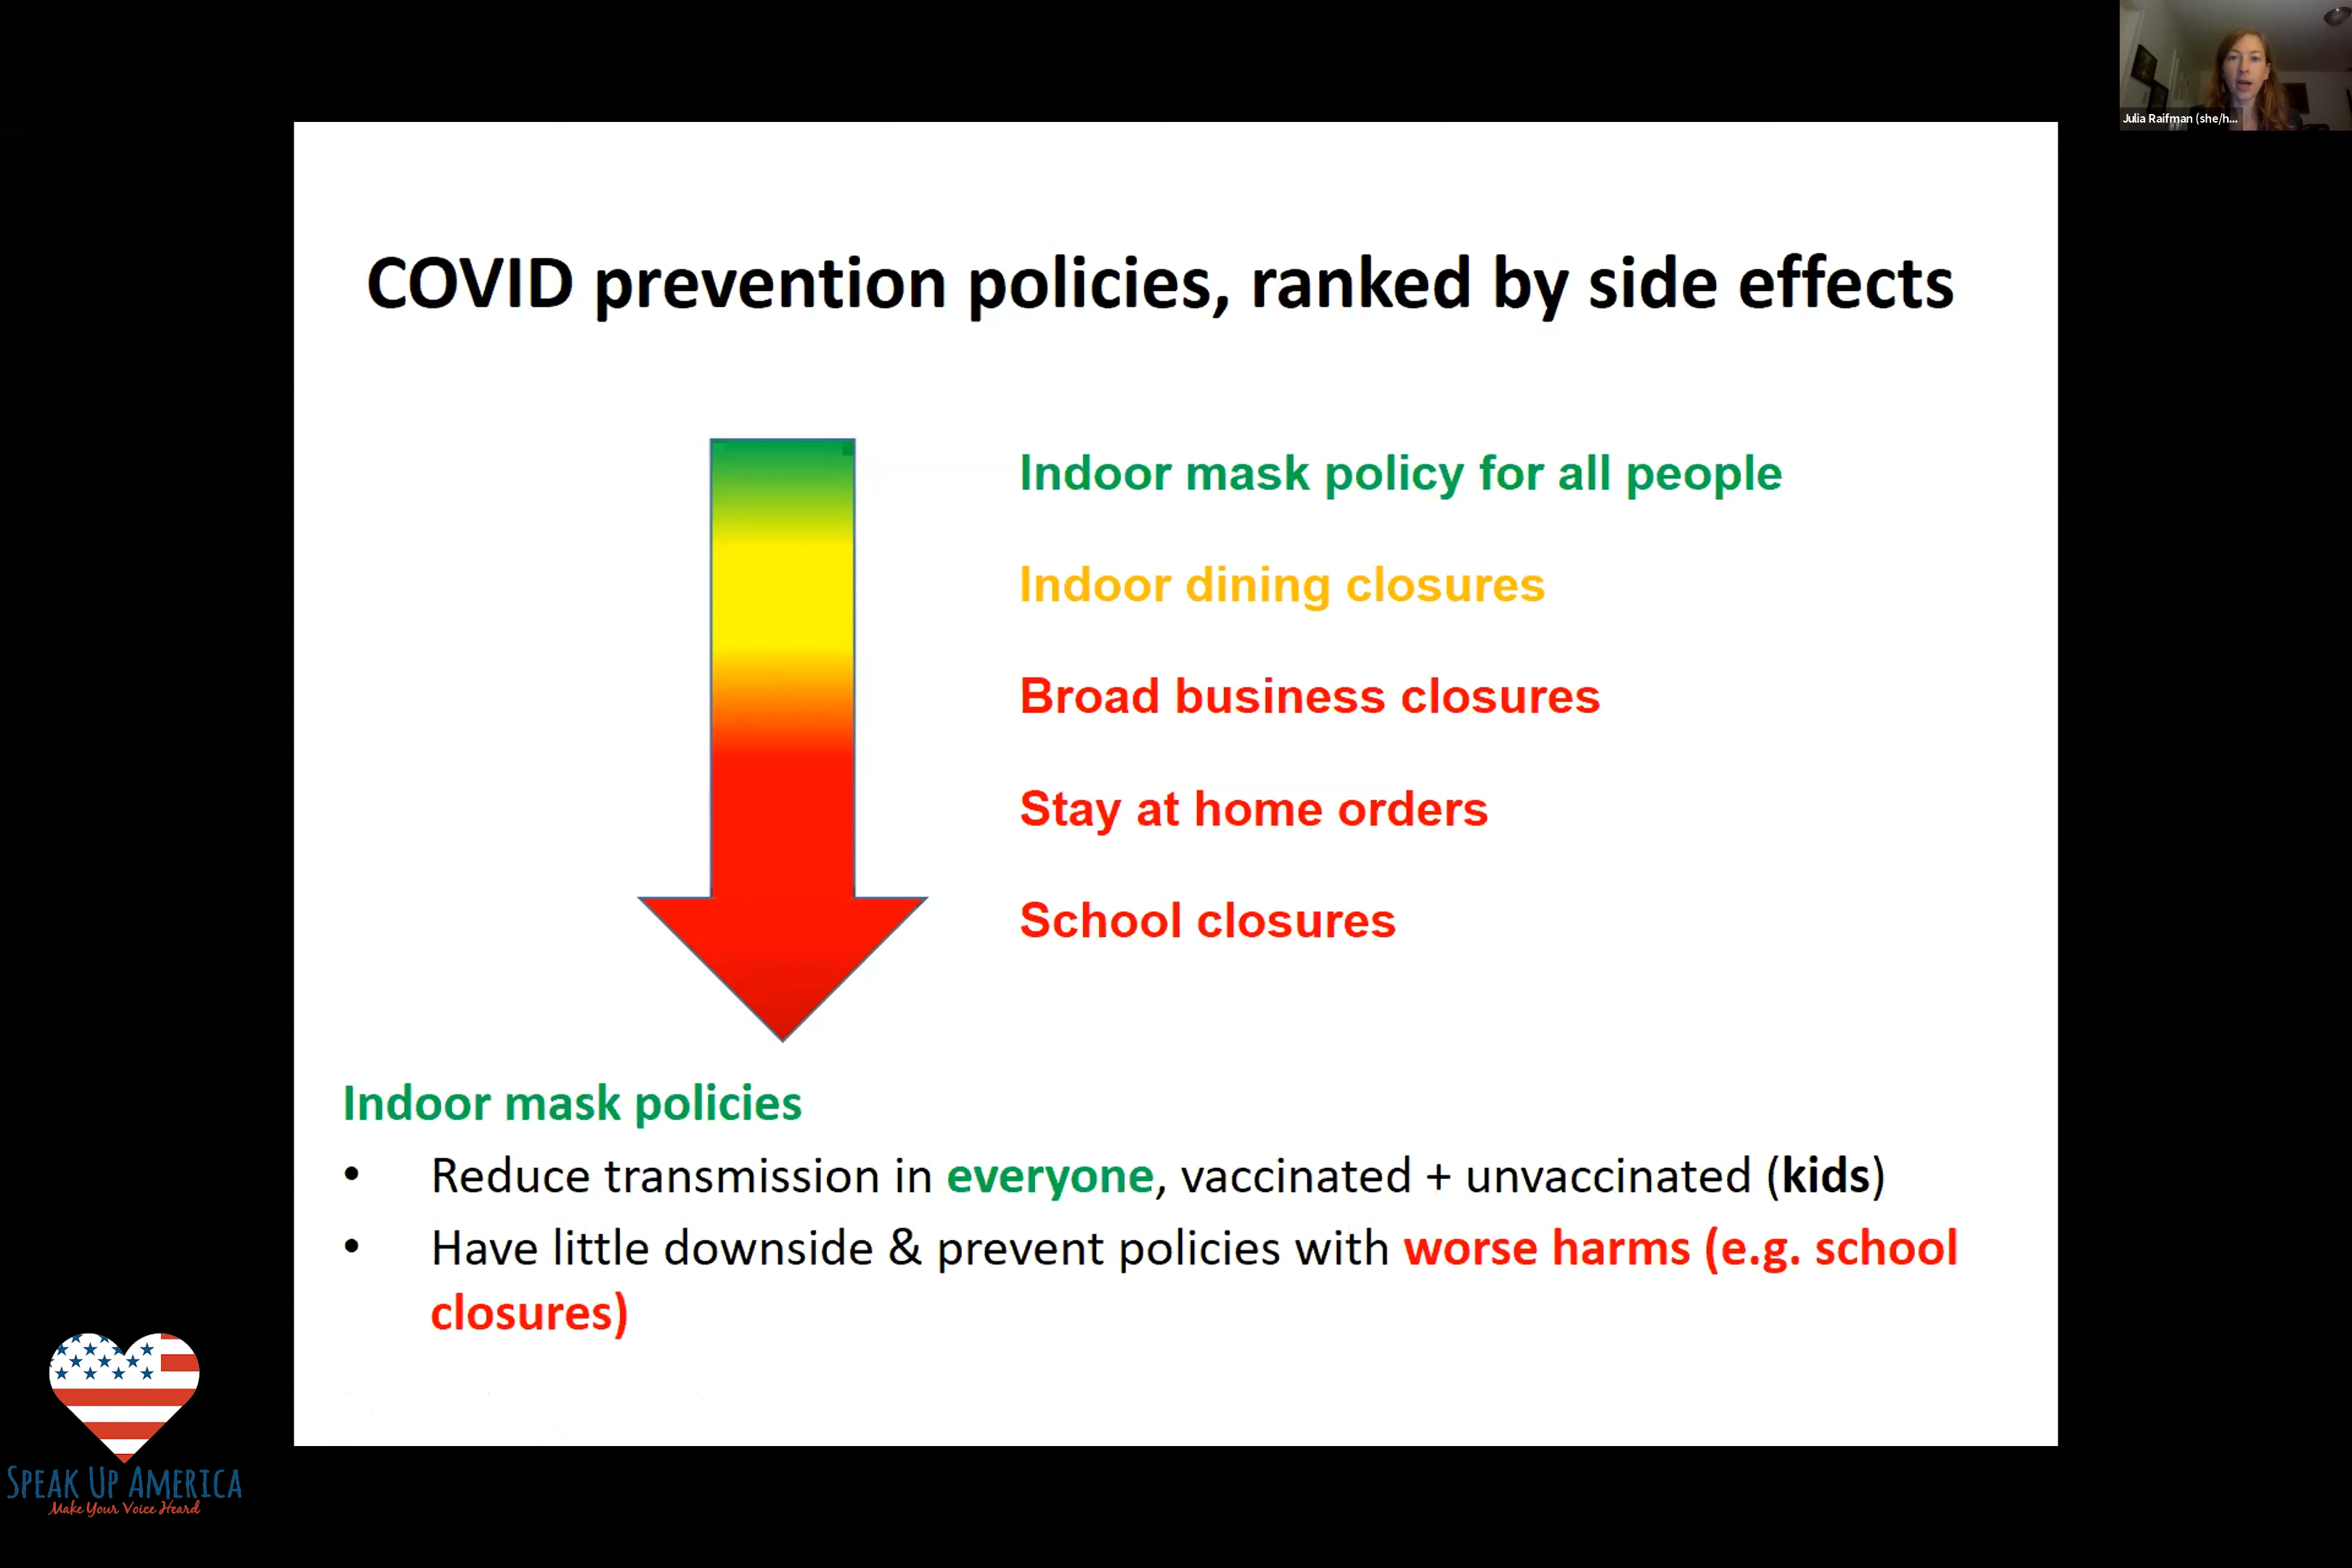 Julia Raifman (she/h...
COVID prevention policies, ranked by side effects
Indoor mask policy for all people
Indoor dining closures
Broad business closures
Stay at home orders
School closures
Indoor mask policies
• Reduce transmission in everyone, vaccinated + unvaccinated (kids)
• Have little downside & prevent policies with worse harms (e.g. school
closures)
SPEAK UP AMERICA
Make Your Voice Heard